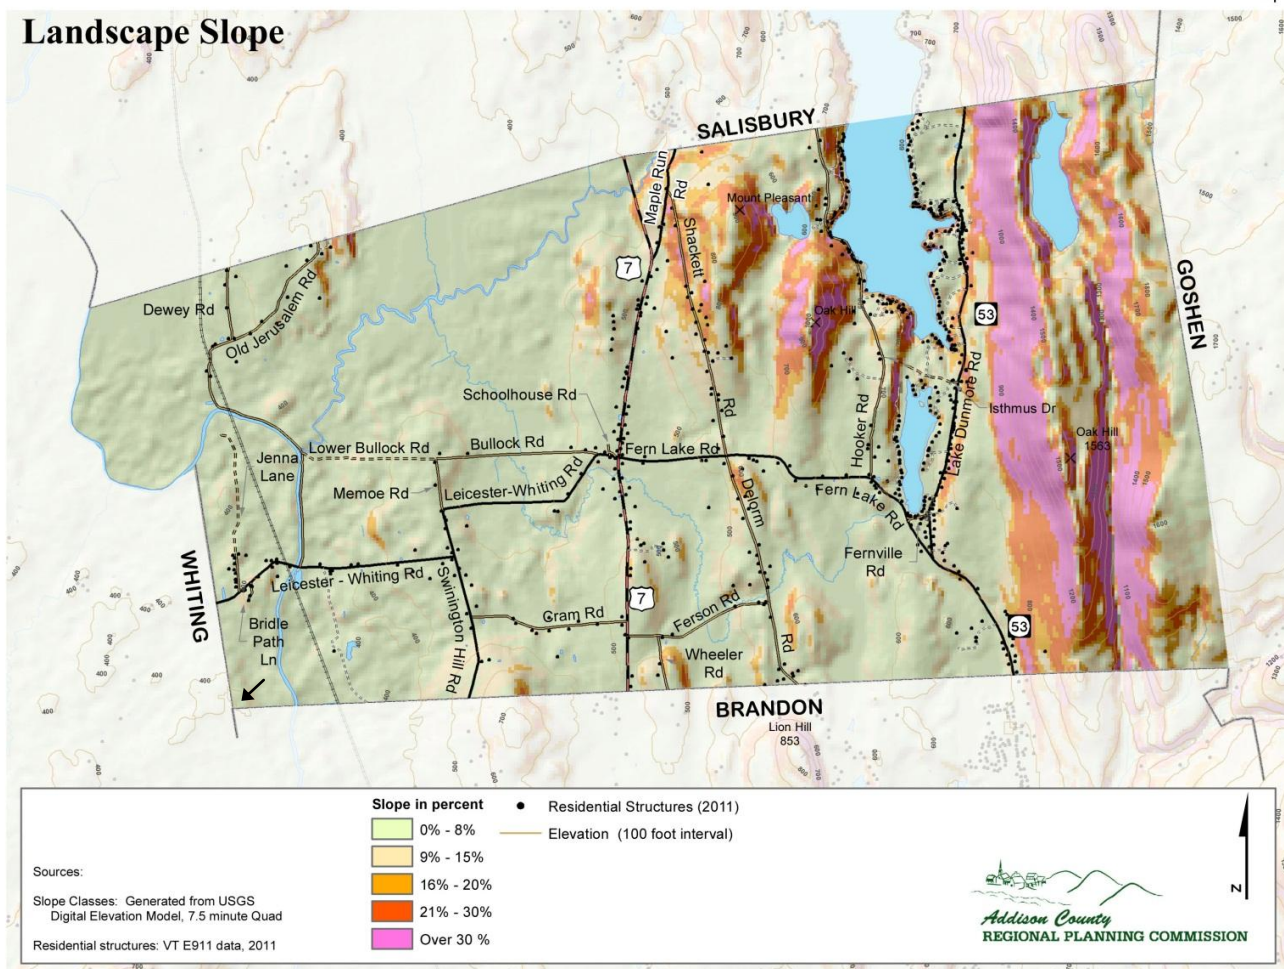 Landscape Slope
SALISBURY
Maple Run
Rd
Mount Pleasant
Shackett
7
Dewey Rd
Old Jerusalem Rd
GOSHEN
53
Oak Hill
Lake Dunmore Rd
Schoolhouse Rd
Rd
Hooker Rd
Isthmus Dr
Oak Hill
1563
Lower Bullock Rd
Bullock Rd
Fern Lake Rd
Jenna
Lane
Memoe Rd
Leicester-Whiting Rd
Delorm
Fern Lake Rd
WHITING
Leicester - Whiting Rd
Fernville
Rd
Swinington Hill Rd
7
Cram Rd
Ferson Rd
Bridle
Path
Ln
53
Wheeler
Rd
Rd
BRANDON
Lion Hill
853
Slope in percent
0% - 8%
9% - 15%
16% - 20%
21% - 30%
Over 30 %
Residential Structures (2011)
Elevation (100 foot interval)
Sources:
Slope Classes: Generated from USGS
Digital Elevation Model, 7.5 minute Quad
Residential structures: VT E911 data, 2011
N
Addison County
REGIONAL PLANNING COMMISSION